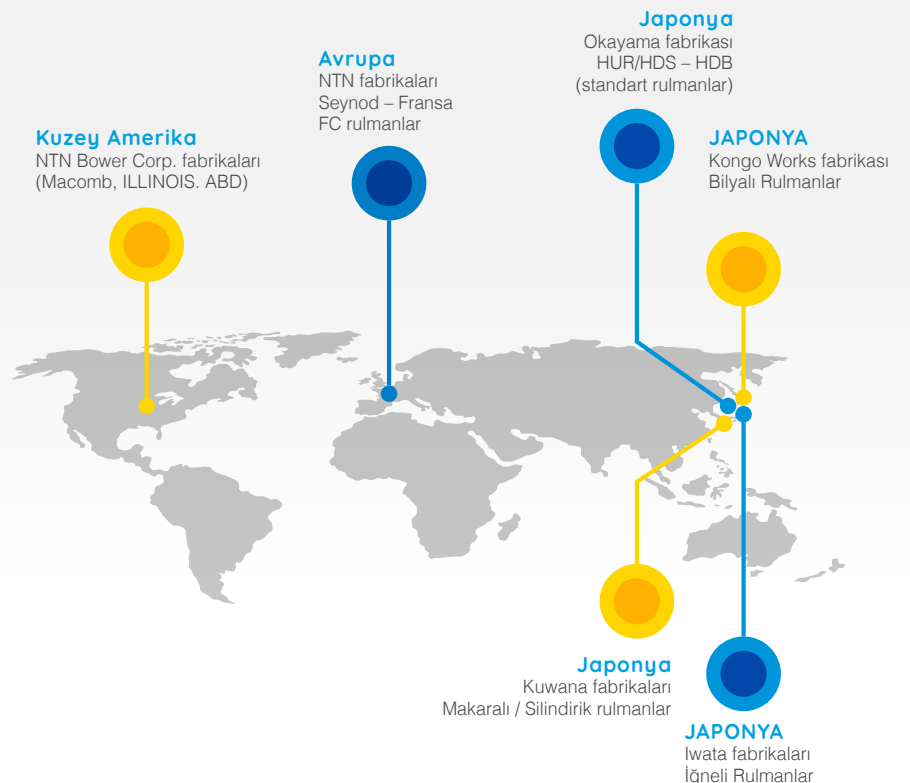 Japonya
Okayama fabrikası
HUR/HDS – HDB
(standart rulmanlar)
Avrupa
NTN fabrikaları
Seynod – Fransa
FC rulmanlar
Kuzey Amerika
NTN Bower Corp. fabrikaları
(Macomb, ILLINOIS. ABD)
JAPONYA
Kongo Works fabrikası
Bilyalı Rulmanlar
Japonya
Kuwana fabrikaları
Makaralı / Silindirik rulmanlar
JAPONYA
Iwata fabrikaları
İğneli Rulmanlar